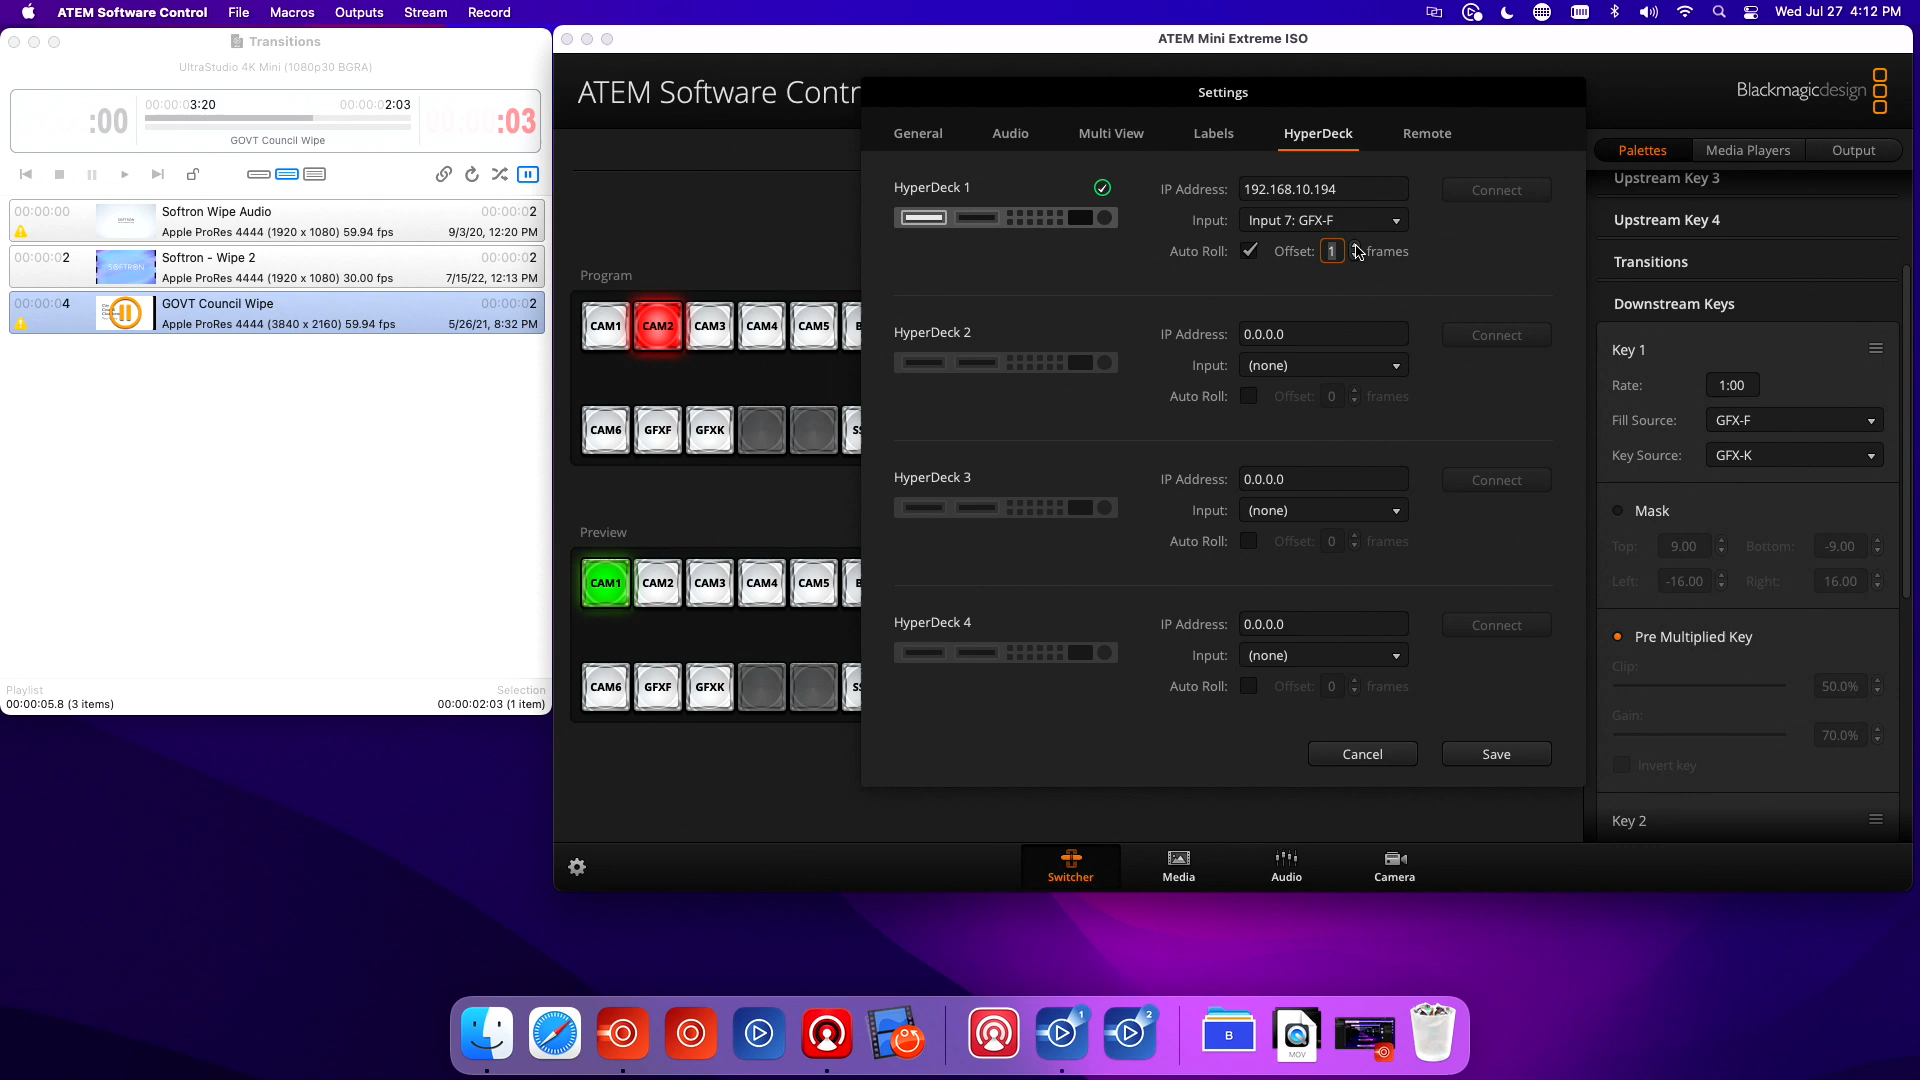 ATEM Software Control File Macros Outputs Stream Record
Wed Jul 27 4:12 PM
Transitions
UltraStudio 4K Mini (1080p30 BGRA)
:00
00:00:03:20
00:00:02:03
00:00:03
GOVT Council Wipe
00:00:00
Softron Wipe Audio
00:00:02
Apple ProRes 4444 (1920 x 1080) 59.94 fps
9/3/20, 12:20 PM
00:00:02
SOFTRON
Softron - Wipe 2
00:00:02
Apple ProRes 4444 (1920 x 1080) 30.00 fps
7/15/22, 12:13 PM
00:00:04
GOVT Council Wipe
00:00:02
Apple ProRes 4444 (3840 x 2160) 59.94 fps
5/26/21, 8:32 PM
Playlist
Selection
00:00:05.8 (3 items)
00:00:02:03 (1 item)
ATEM Mini Extreme ISO
ATEM Software Contr
Blackmagicdesign
Program
CAM1 CAM2 CAM3 CAM4 CAM5 B
CAM6 GFXF GFXK SS
Preview
CAM1 CAM2 CAM3 CAM4 CAM5 B
CAM6 GFXF GFXK SS
Settings
General Audio Multi View Labels HyperDeck Remote
HyperDeck 1
IP Address: 192.168.10.194 Connect
Input: Input 7: GFX-F
Auto Roll: Offset: 1 frames
HyperDeck 2
IP Address: 0.0.0.0 Connect
Input: (none)
Auto Roll: Offset: 0 frames
HyperDeck 3
IP Address: 0.0.0.0 Connect
Input: (none)
Auto Roll: Offset: 0 frames
HyperDeck 4
IP Address: 0.0.0.0 Connect
Input: (none)
Auto Roll: Offset: 0 frames
Cancel Save
Palettes Media Players Output
Upstream Key 3
Upstream Key 4
Transitions
Downstream Keys
Key 1
Rate: 1:00
Fill Source: GFX-F
Key Source: GFX-K
Mask
Top: 9.00 Bottom: -9.00
Left: -16.00 Right: 16.00
Pre Multiplied Key
Clip:
50.0%
Gain:
70.0%
Invert key
Key 2
Switcher Media Audio Camera
1
2
B
MOV